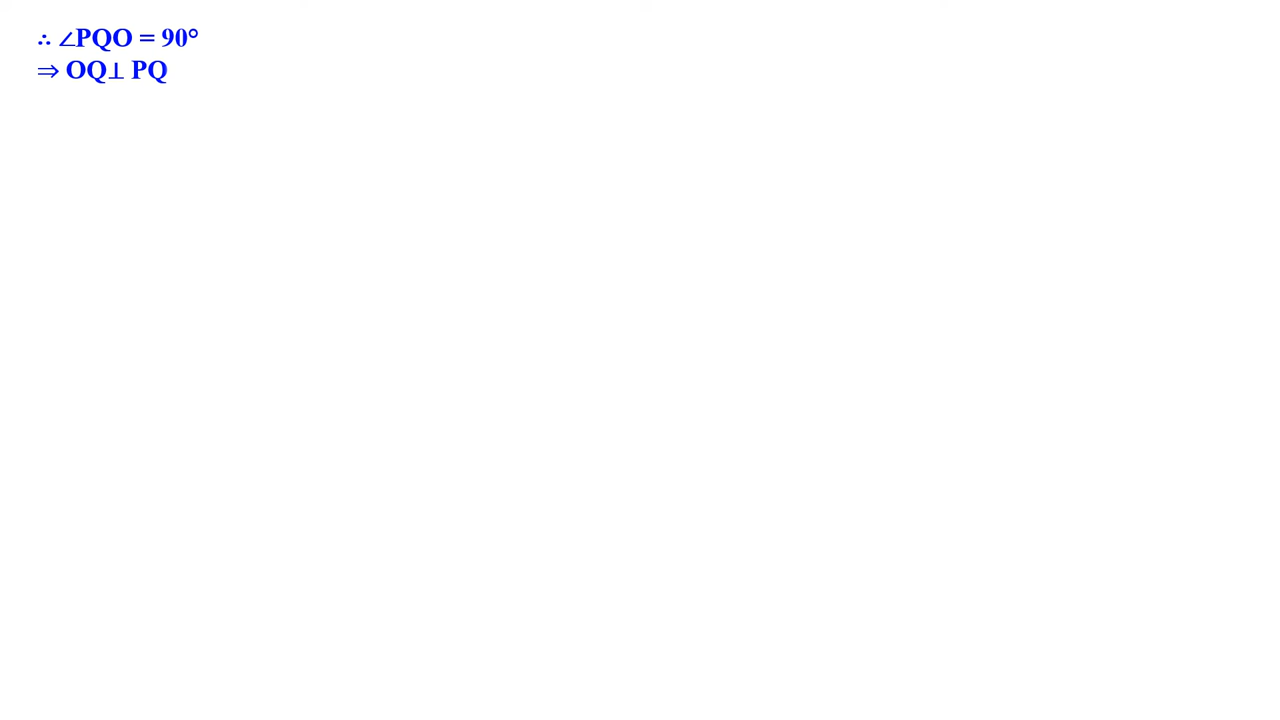 ∴ ∠PQO = 90°
⇒ OQ⊥ PQ